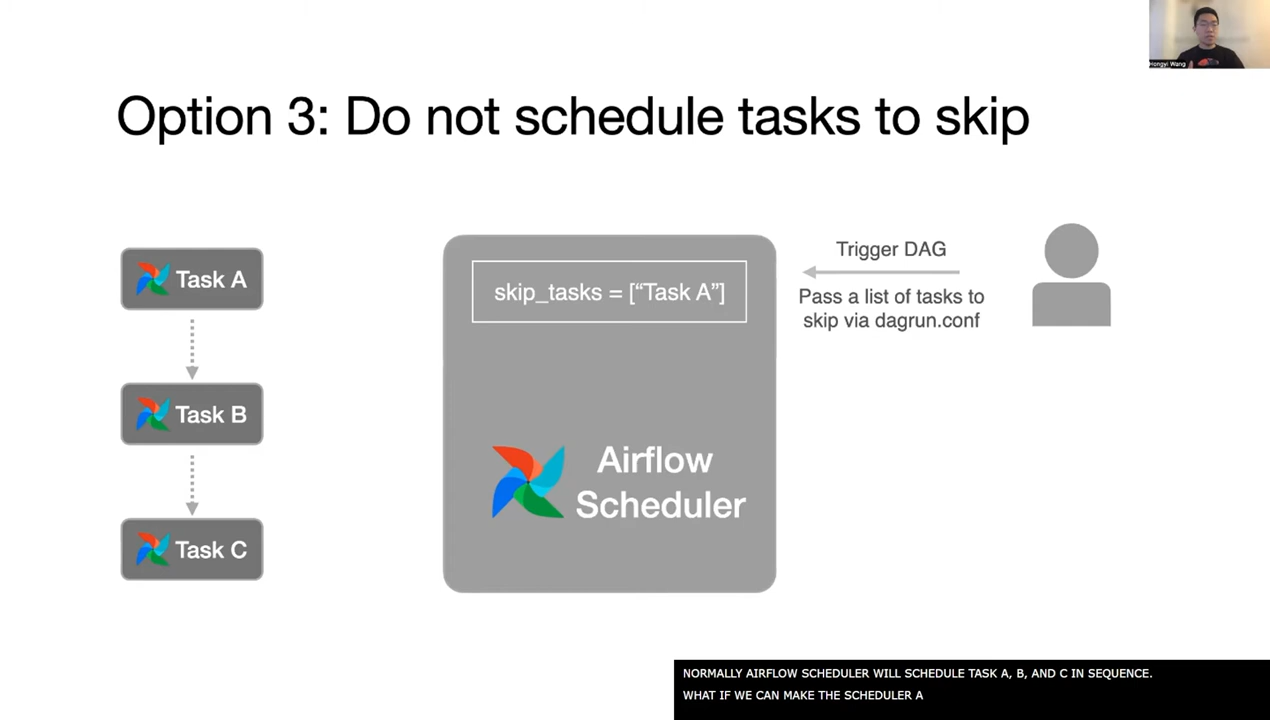 Hongyi Wang
Option 3: Do not schedule tasks to skip
Task A
Task B
Task C
skip_tasks = [“Task A”]
Airflow
Scheduler
Trigger DAG
Pass a list of tasks to
skip via dagrun.conf
NORMALLY AIRFLOW SCHEDULER WILL SCHEDULE TASK A, B, AND C IN SEQUENCE.
WHAT IF WE CAN MAKE THE SCHEDULER A